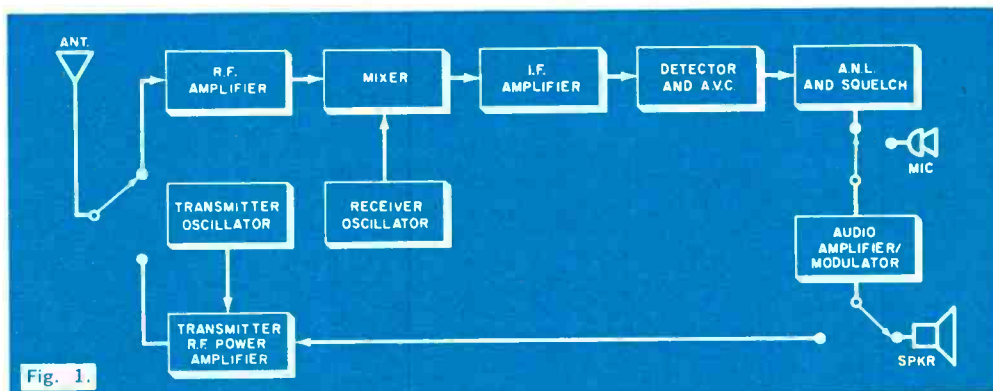 ANT.
R.F.
AMPLIFIER
MIXER
I.F.
AMPLIFIER
DETECTOR
AND A.V.C.
A.N.L.
AND SQUELCH
MIC
TRANSMITTER
OSCILLATOR
RECEIVER
OSCILLATOR
AUDIO
AMPLIFIER/
MODULATOR
TRANSMITTER
R.F. POWER
AMPLIFIER
SPKR
Fig. 1.